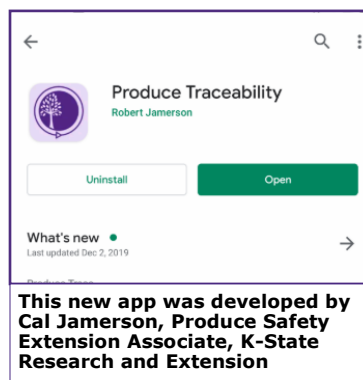 Produce Traceability
Robert Jamerson
Uninstall
Open
What's new
Last updated Dec 2, 2019
This new app was developed by
Cal Jamerson, Produce Safety
Extension Associate, K-State
Research and Extension